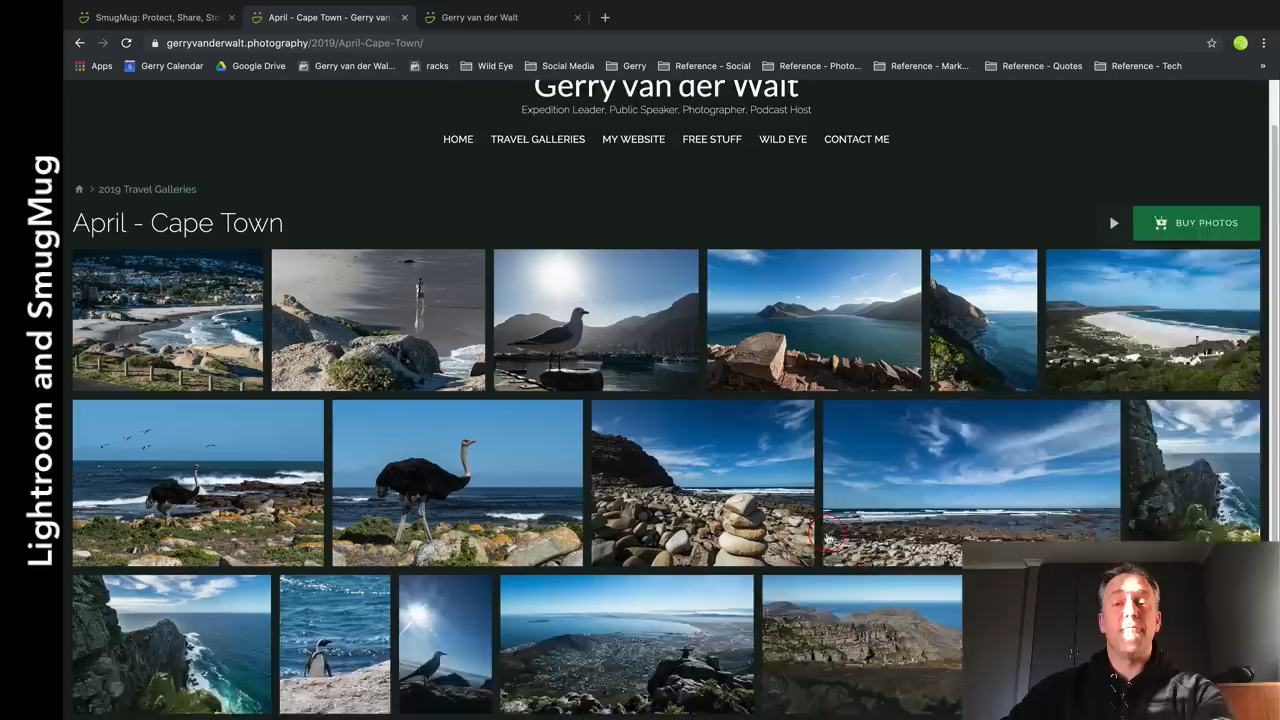 SmugMug: Protect, Share, Sto
April - Cape Town - Gerry van
Gerry van der Walt
gerryvanderwalt.photography/2019/April-Cape-Town/
Apps
Gerry Calendar
Google Drive
Gerry van der Wal...
racks
Wild Eye
Social Media
Gerry
Reference - Social
Reference - Photo...
Reference - Mark...
Reference - Quotes
Reference - Tech
»
Gerry van der Walt
Expedition Leader, Public Speaker, Photographer, Podcast Host
HOME
TRAVEL GALLERIES
MY WEBSITE
FREE STUFF
WILD EYE
CONTACT ME
2019 Travel Galleries
April - Cape Town
BUY PHOTOS
Lightroom and SmugMug